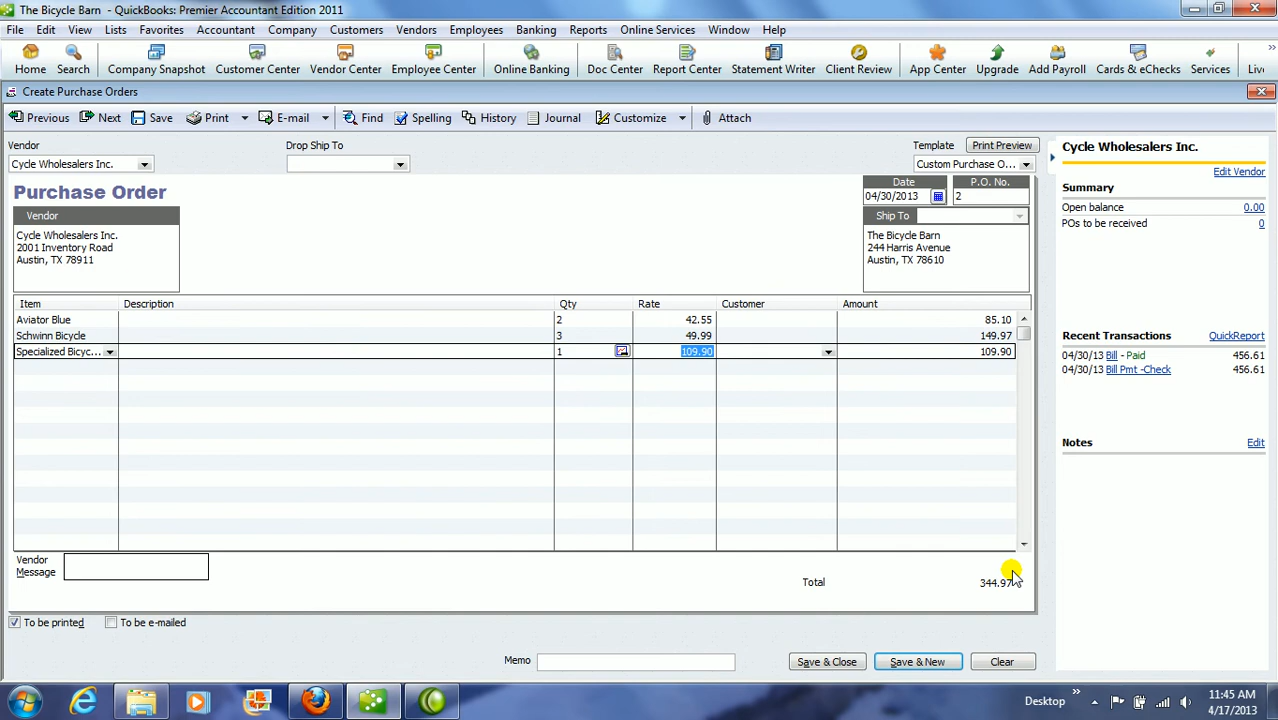 The Bicycle Barn - QuickBooks: Premier Accountant Edition 2011
File Edit View Lists Favorites Accountant Company Customers Vendors Employees Banking Reports Online Services Window Help
Home Search Company Snapshot Customer Center Vendor Center Employee Center Online Banking Doc Center Report Center Statement Writer Client Review App Center Upgrade Add Payroll Cards & eChecks Services Liv
Create Purchase Orders
Previous Next Save Print E-mail Find Spelling History Journal Customize Attach
Vendor Drop Ship To Template Print Preview
Cycle Wholesalers Inc. Custom Purchase O...
Purchase Order
Date P.O. No.
04/30/2013 2
Vendor Ship To
Cycle Wholesalers Inc. The Bicycle Barn
2001 Inventory Road 244 Harris Avenue
Austin, TX 78911 Austin, TX 78610
Item Description Qty Rate Customer Amount
Aviator Blue 2 42.55 85.10
Schwinn Bicycle 3 49.99 149.97
Specialized Bicyc... 1 109.90 109.90
Vendor
Message
Total 344.97
To be printed To be e-mailed
Memo Save & Close Save & New Clear
Cycle Wholesalers Inc.
Edit Vendor
Summary
Open balance 0.00
POs to be received 0
Recent Transactions QuickReport
04/30/13 Bill - Paid 456.61
04/30/13 Bill Pmt -Check 456.61
Notes Edit
Desktop
11:45 AM
4/17/2013